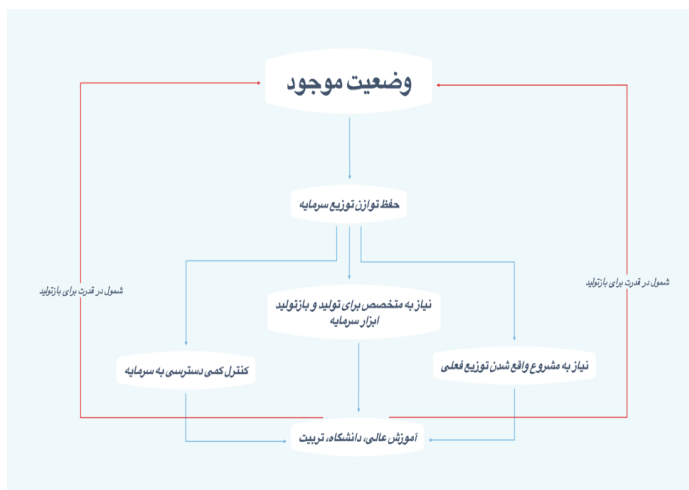 وضعیت موجود
حفظ توازن توزیع سرمایه
شمول در قدرت برای بازتولید
شمول در قدرت برای بازتولید
نیاز به متخصص برای تولید و بازتولید
ابزار سرمایه
نیاز به مشروع واقع شدن توزیع فعلی
کنترل کمی دسترسی به سرمایه
آموزش عالی، دانشگاه، تربیت